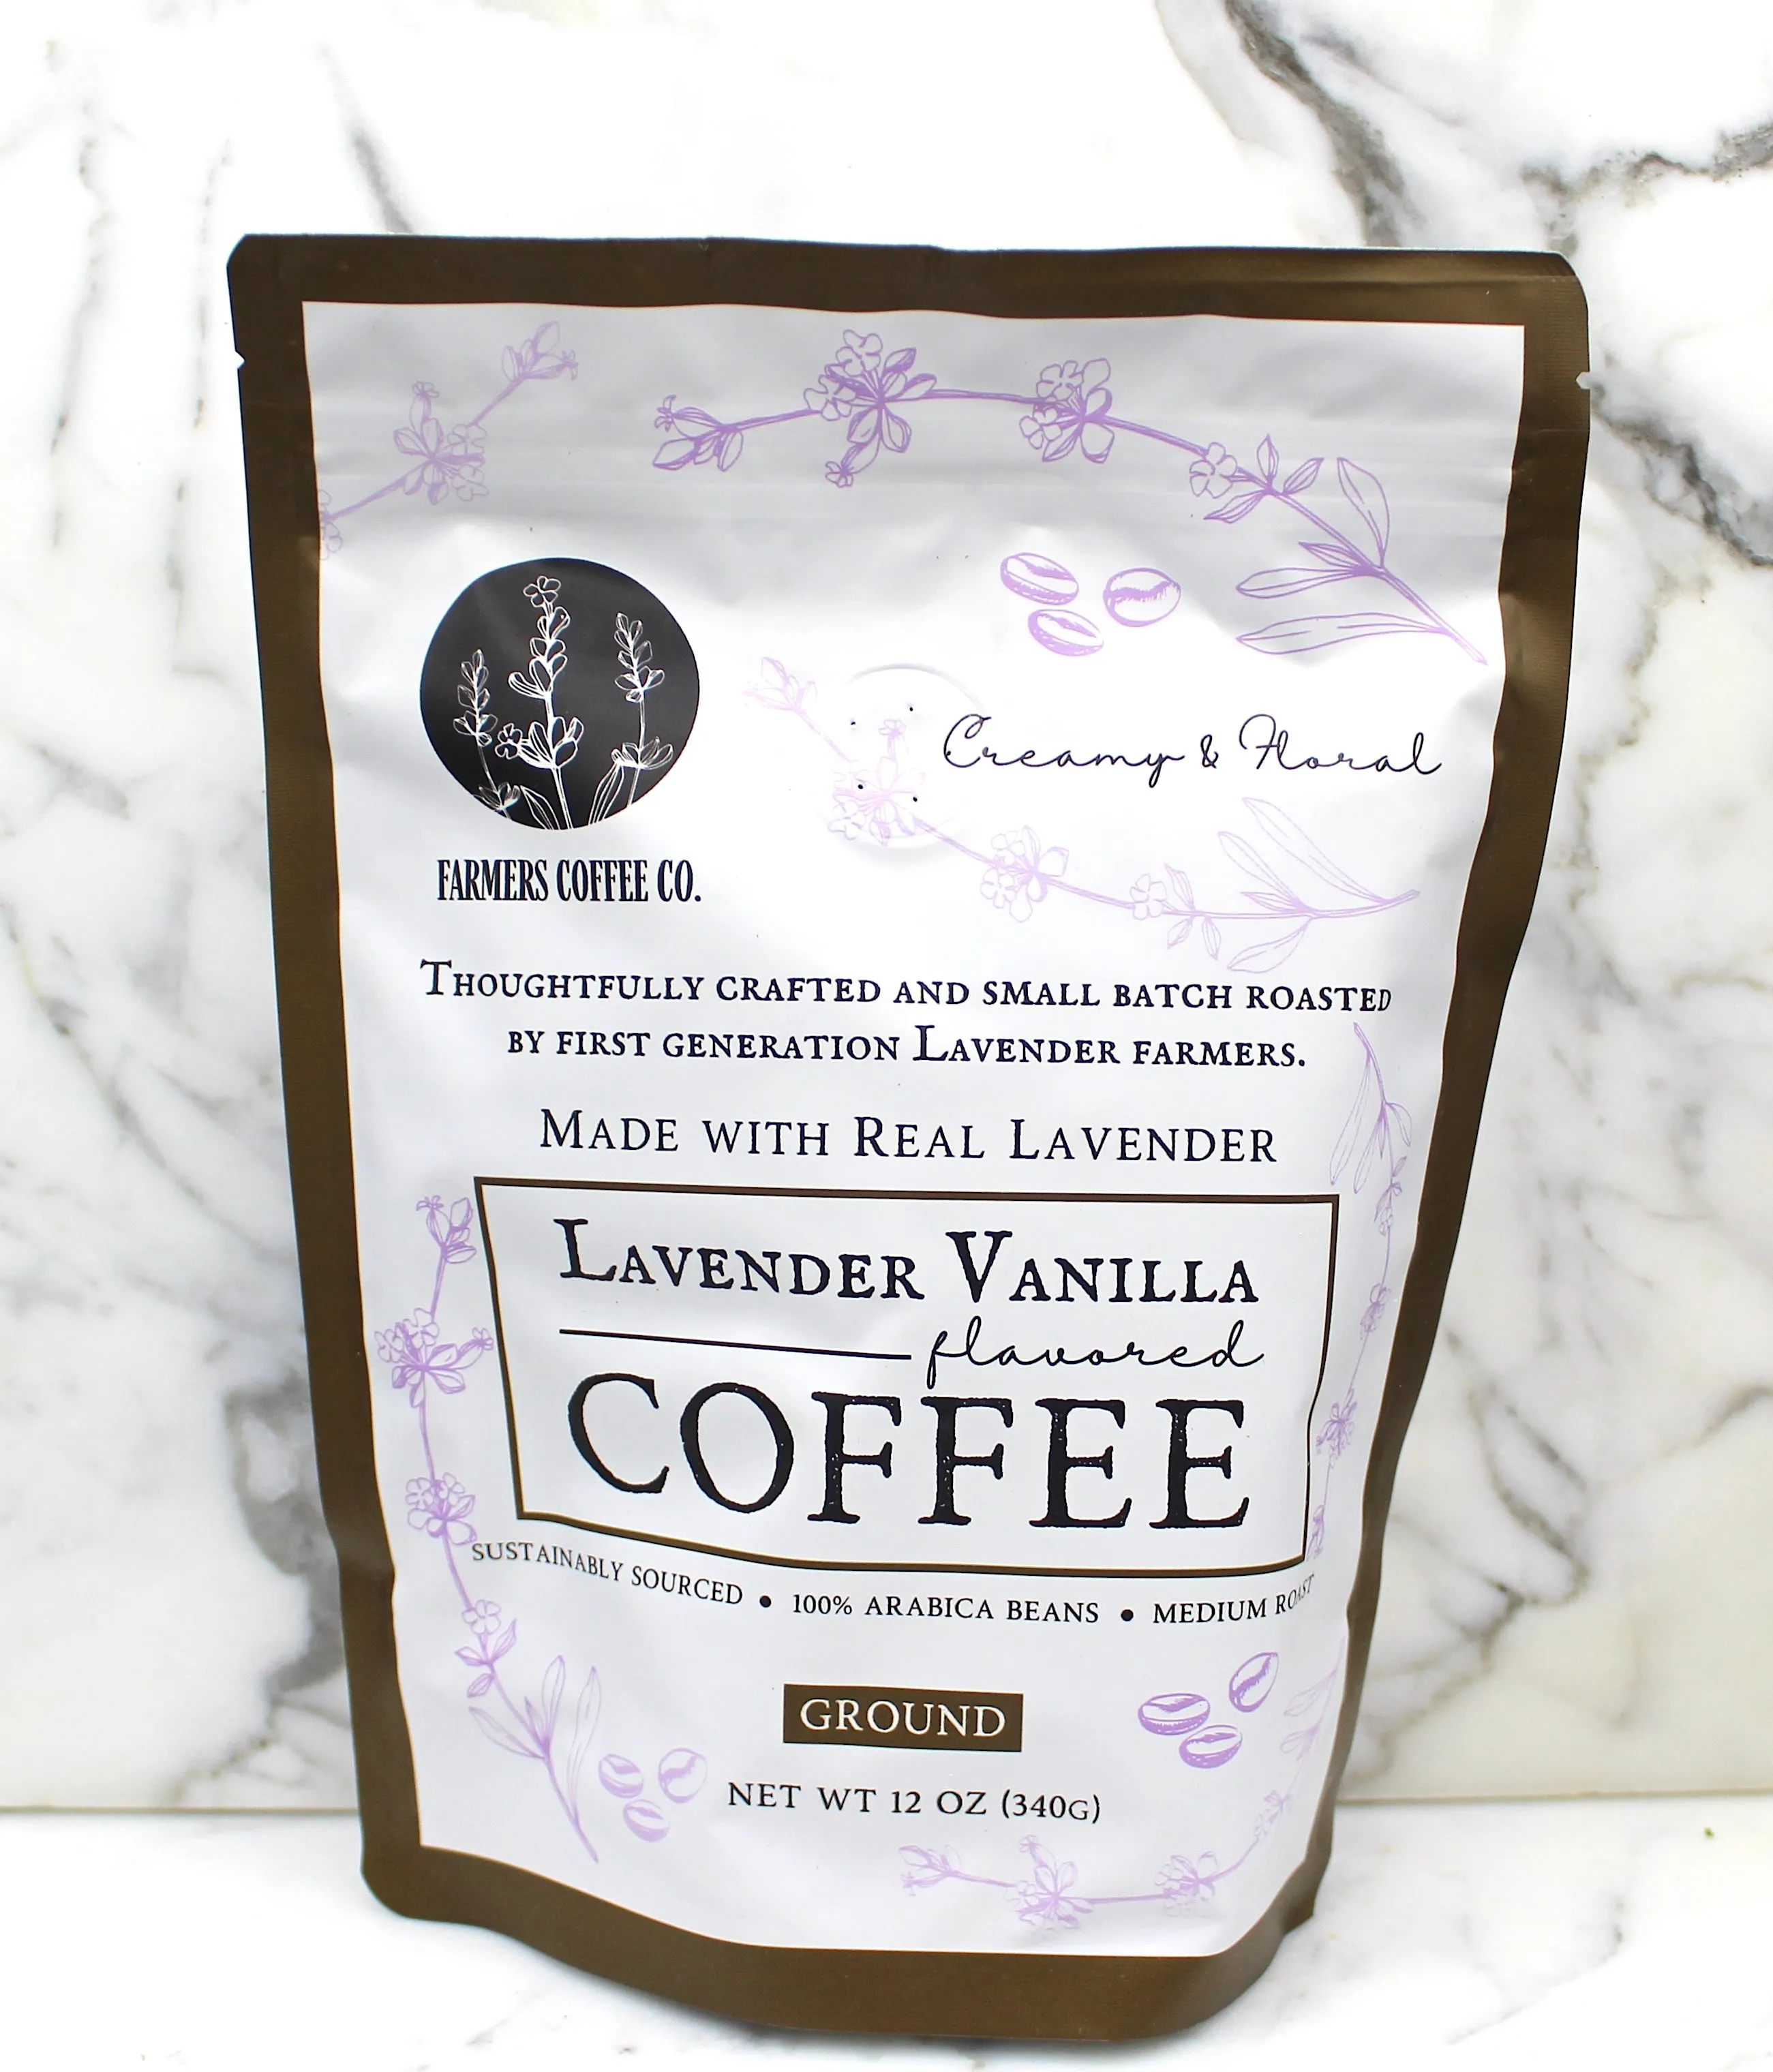 Creamy & Floral
FARMERS COFFEE CO.
THOUGHTFULLY CRAFTED AND SMALL BATCH ROASTED
BY FIRST GENERATION LAVENDER FARMERS.
MADE WITH REAL LAVENDER
LAVENDER VANILLA
flavored
COFFEE
SUSTAINABLY SOURCED • 100% ARABICA BEANS • MEDIUM ROAST
GROUND
NET WT 12 OZ (340G)